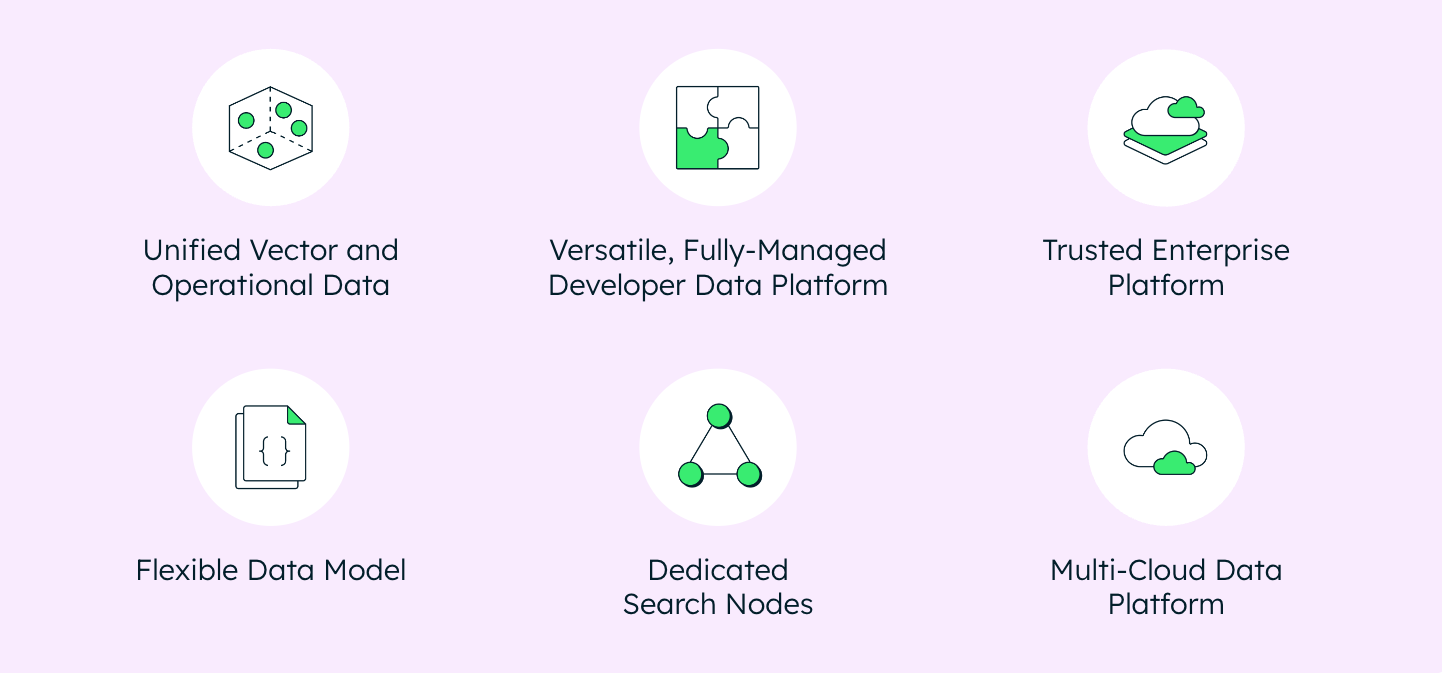 Unified Vector and
Operational Data
Versatile, Fully-Managed
Developer Data Platform
Trusted Enterprise
Platform
{ }
Flexible Data Model
Dedicated
Search Nodes
Multi-Cloud Data
Platform